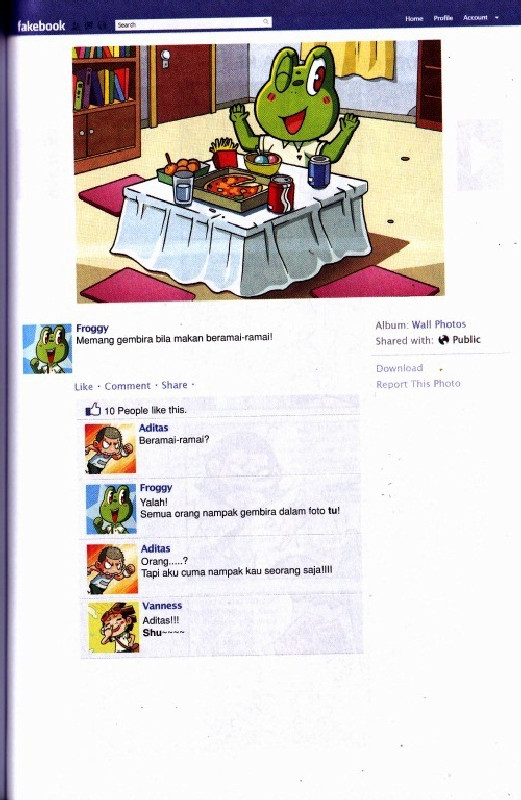 fakebook
Search
Home Profile Account
Froggy
Memang gembira bila makan beramai-ramai!
Album: Wall Photos
Shared with: Public
Download
Report This Photo
Like · Comment · Share ·
10 People like this.
Aditas
Beramai-ramai?
Froggy
Yalah!
Semua orang nampak gembira dalam foto tu!
Aditas
Orang.....?
Tapi aku cuma nampak kau seorang saja!!!!
Vanness
Aditas!!!
Shu~~~~